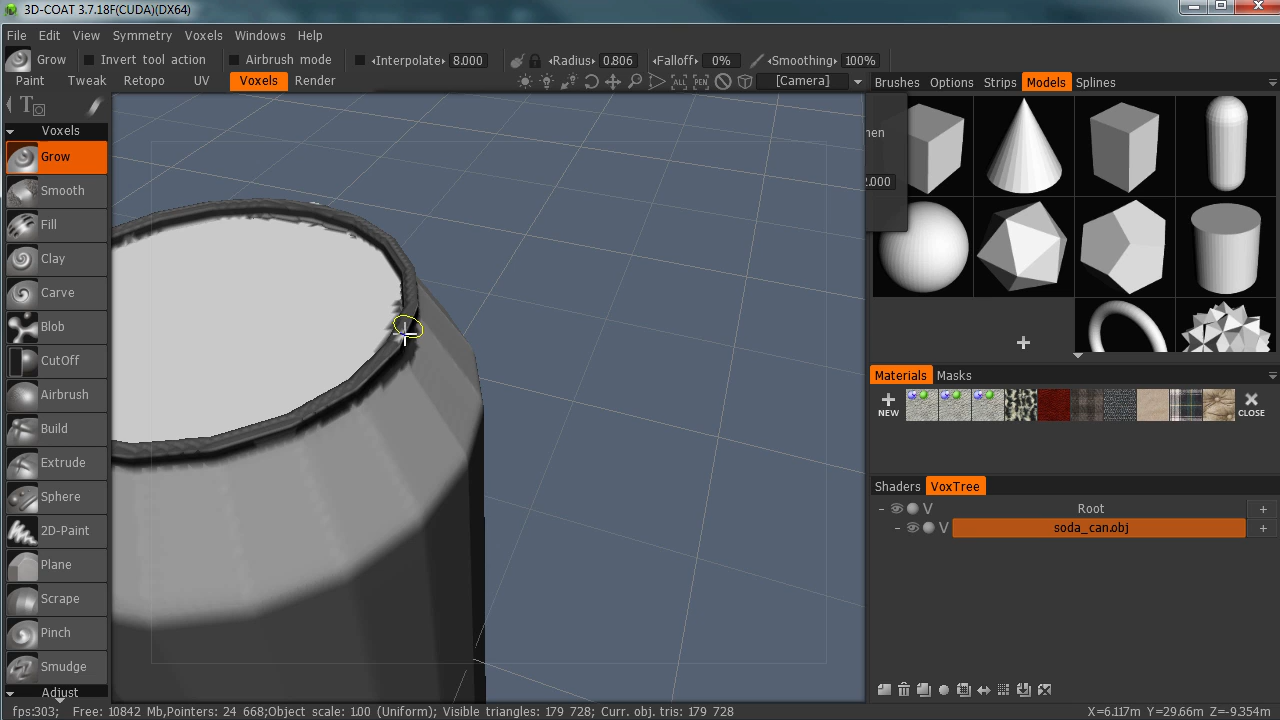 3D-COAT 3.7.18F(CUDA)(DX64)
File Edit View Symmetry Voxels Windows Help
Grow Invert tool action Airbrush mode Interpolate 8.000 Radius 0.806 Falloff 0% Smoothing 100%
Paint Tweak Retopo UV Voxels Render ALL PEN [Camera] Brushes Options Strips Models Splines
T
Voxels
Grow
Smooth
Fill
Clay
Carve
Blob
CutOff
Airbrush
Build
Extrude
Sphere
2D-Paint
Plane
Scrape
Pinch
Smudge
Adjust
Materials Masks
NEW CLOSE
Shaders VoxTree
V Root +
V soda_can.obj +
fps:303; Free: 10842 Mb,Pointers: 24 668;Object scale: 1.00 (Uniform); Visible triangles: 179 728; Curr. obj. tris: 179 728 X=6.117m Y=29.66m Z=-9.354m